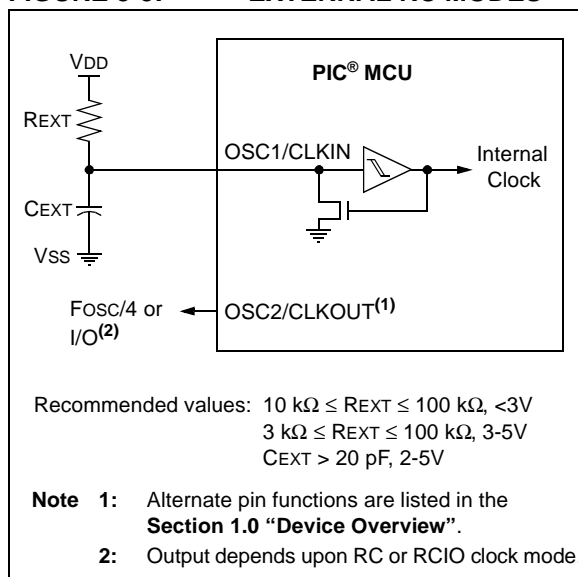 VDD
PIC® MCU
REXT
OSC1/CLKIN
Internal
Clock
CEXT
VSS
FOSC/4 or
I/O(2)
OSC2/CLKOUT(1)
Recommended values: 10 kΩ ≤ REXT ≤ 100 kΩ, <3V
3 kΩ ≤ REXT ≤ 100 kΩ, 3-5V
CEXT > 20 pF, 2-5V
Note 1: Alternate pin functions are listed in the
Section 1.0 “Device Overview”.
2: Output depends upon RC or RCIO clock mode